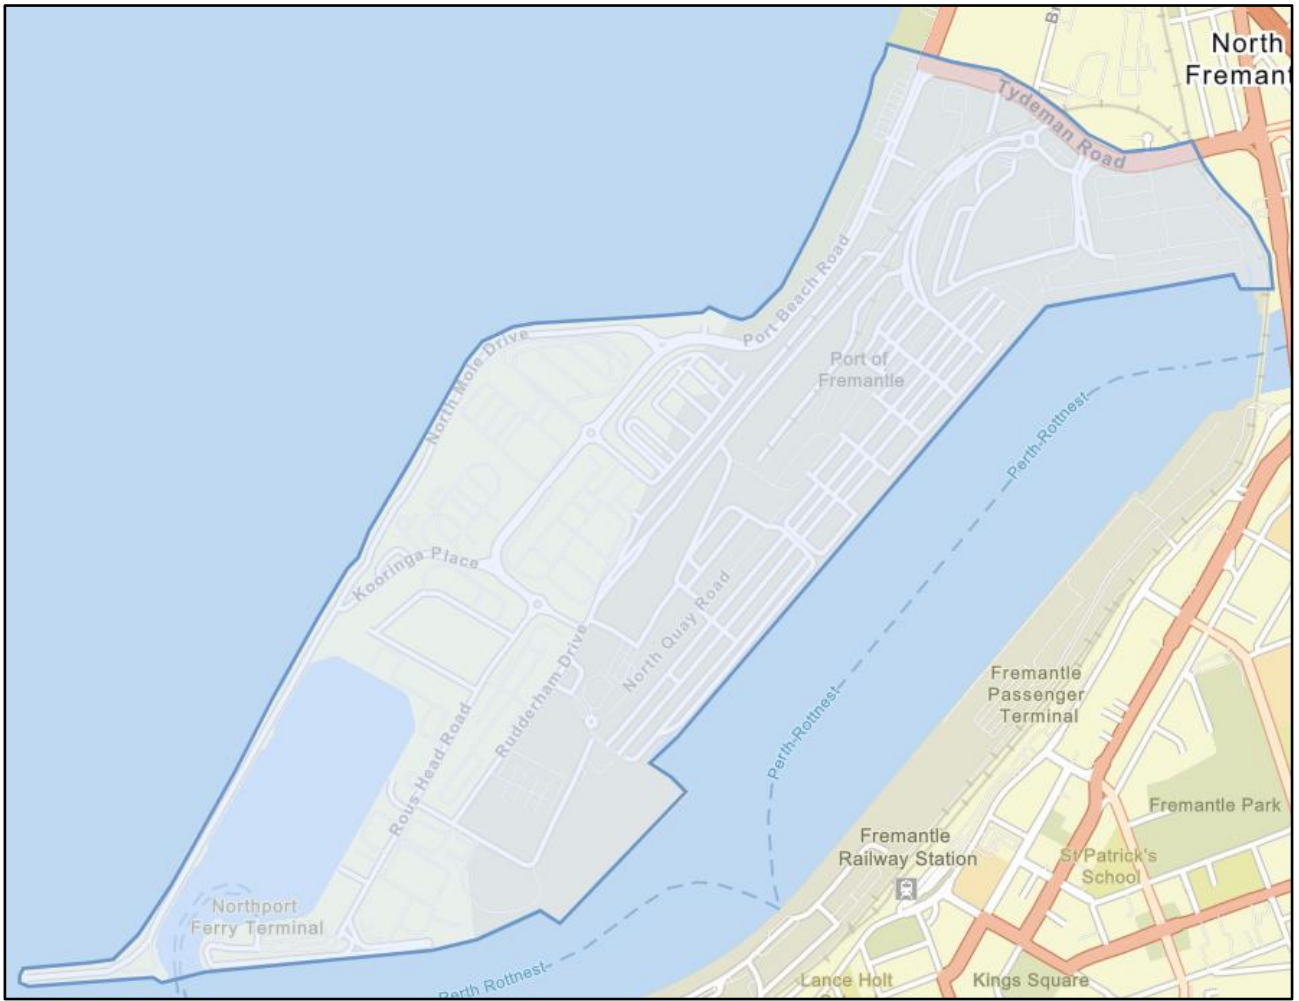 Br
North
Fremant
Tydeman Road
Port Beach Road
North Mole Drive
Port of
Fremantle
Perth-Rottnest
Kooringa Place
North Quay Road
Rudderham Drive
Rous Head Road
Perth-Rottnest
Fremantle
Passenger
Terminal
Fremantle Park
Fremantle
Railway Station
St Patrick's
School
Northport
Ferry Terminal
Perth Rottnest
Lance Holt
Kings Square